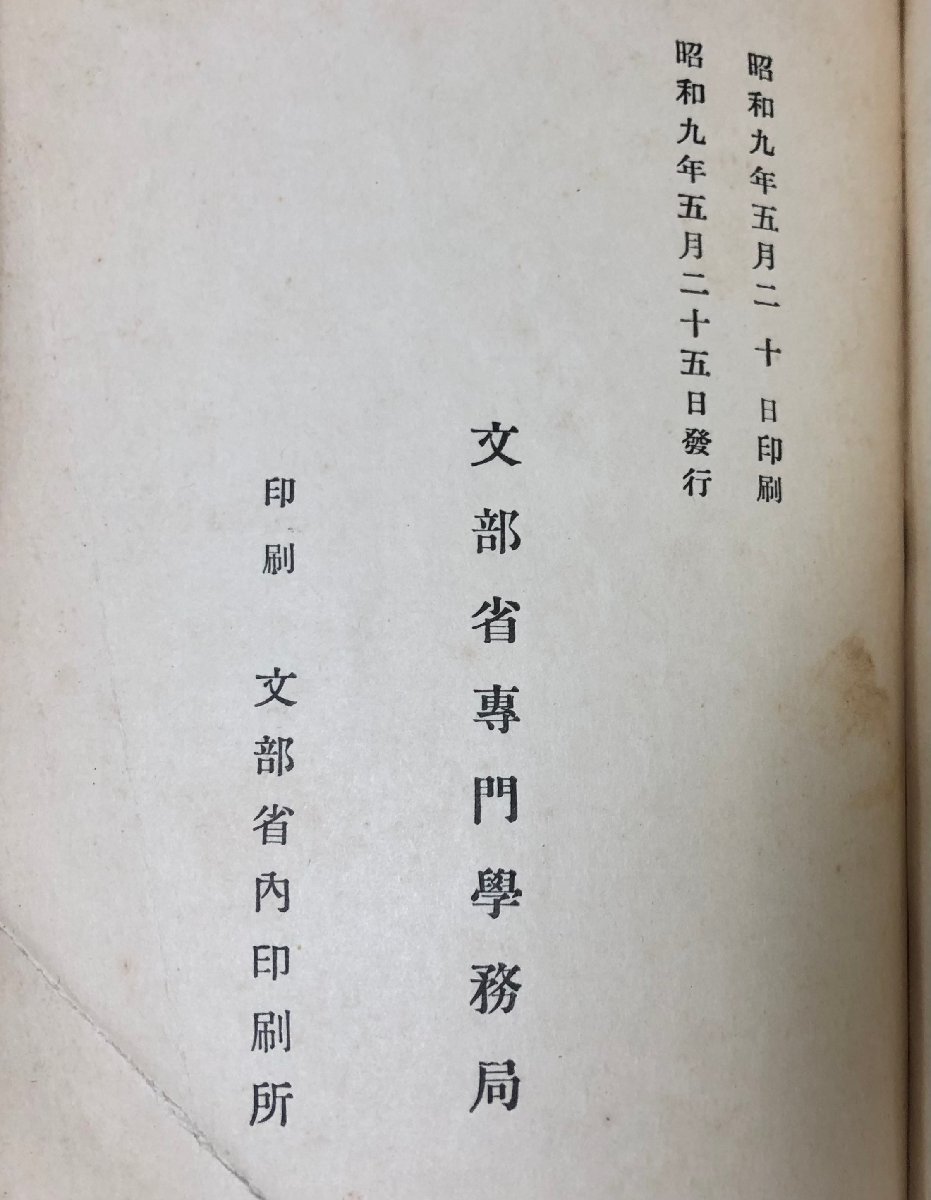 昭和九年五月二十日印刷
昭和九年五月二十五日發行
文部省專門學務局
印刷 文部省內印刷所